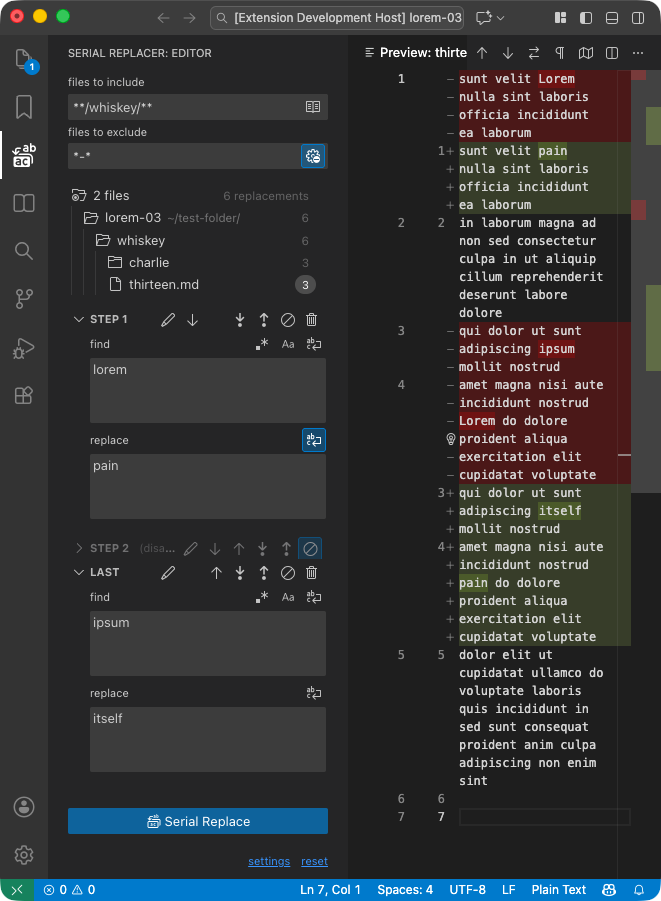 [Extension Development Host] lorem-03
SERIAL REPLACER: EDITOR
files to include
**/whiskey/**
files to exclude
*-*
2 files 6 replacements
lorem-03 ~/test-folder/ 6
whiskey 6
charlie 3
thirteen.md 3
STEP 1
find
.* Aa ab c
lorem
replace
ab c
pain
STEP 2 (disa...
LAST
find
.* Aa ab c
ipsum
replace
ab c
itself
Serial Replace
settings reset
1
ab
ac
Preview: thirte
1 − sunt velit Lorem
− nulla sint laboris
− officia incididunt
− ea laborum
1+ sunt velit pain
+ nulla sint laboris
+ officia incididunt
+ ea laborum
2 2 in laborum magna ad
non sed consectetur
culpa in ut aliquip
cillum reprehenderit
deserunt labore
dolore
3 − qui dolor ut sunt
− adipiscing ipsum
− mollit nostrud
4 − amet magna nisi aute
− incididunt nostrud
− Lorem do dolore
proident aliqua
− exercitation elit
− cupidatat voluptate
3+ qui dolor ut sunt
+ adipiscing itself
+ mollit nostrud
4+ amet magna nisi aute
+ incididunt nostrud
+ pain do dolore
+ proident aliqua
+ exercitation elit
+ cupidatat voluptate
5 5 dolor elit ut
cupidatat ullamco do
voluptate laboris
quis incididunt in
sed sunt consequat
proident anim culpa
adipiscing non enim
sint
6 6
7 7
0 0 Ln 7, Col 1 Spaces: 4 UTF-8 LF Plain Text